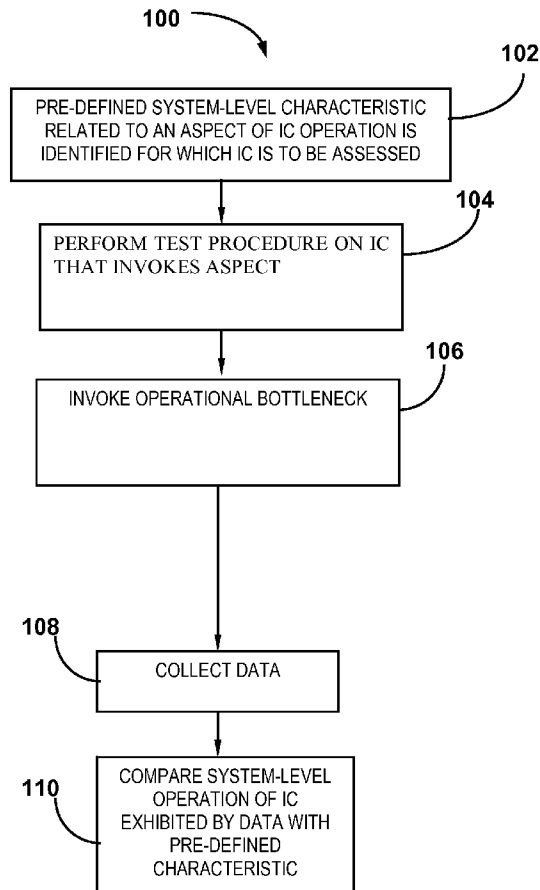 100
102
PRE-DEFINED SYSTEM-LEVEL CHARACTERISTIC
RELATED TO AN ASPECT OF IC OPERATION IS
IDENTIFIED FOR WHICH IC IS TO BE ASSESSED
104
PERFORM TEST PROCEDURE ON IC
THAT INVOKES ASPECT
106
INVOKE OPERATIONAL BOTTLENECK
108
COLLECT DATA
110
COMPARE SYSTEM-LEVEL
OPERATION OF IC
EXHIBITED BY DATA WITH
PRE-DEFINED
CHARACTERISTIC